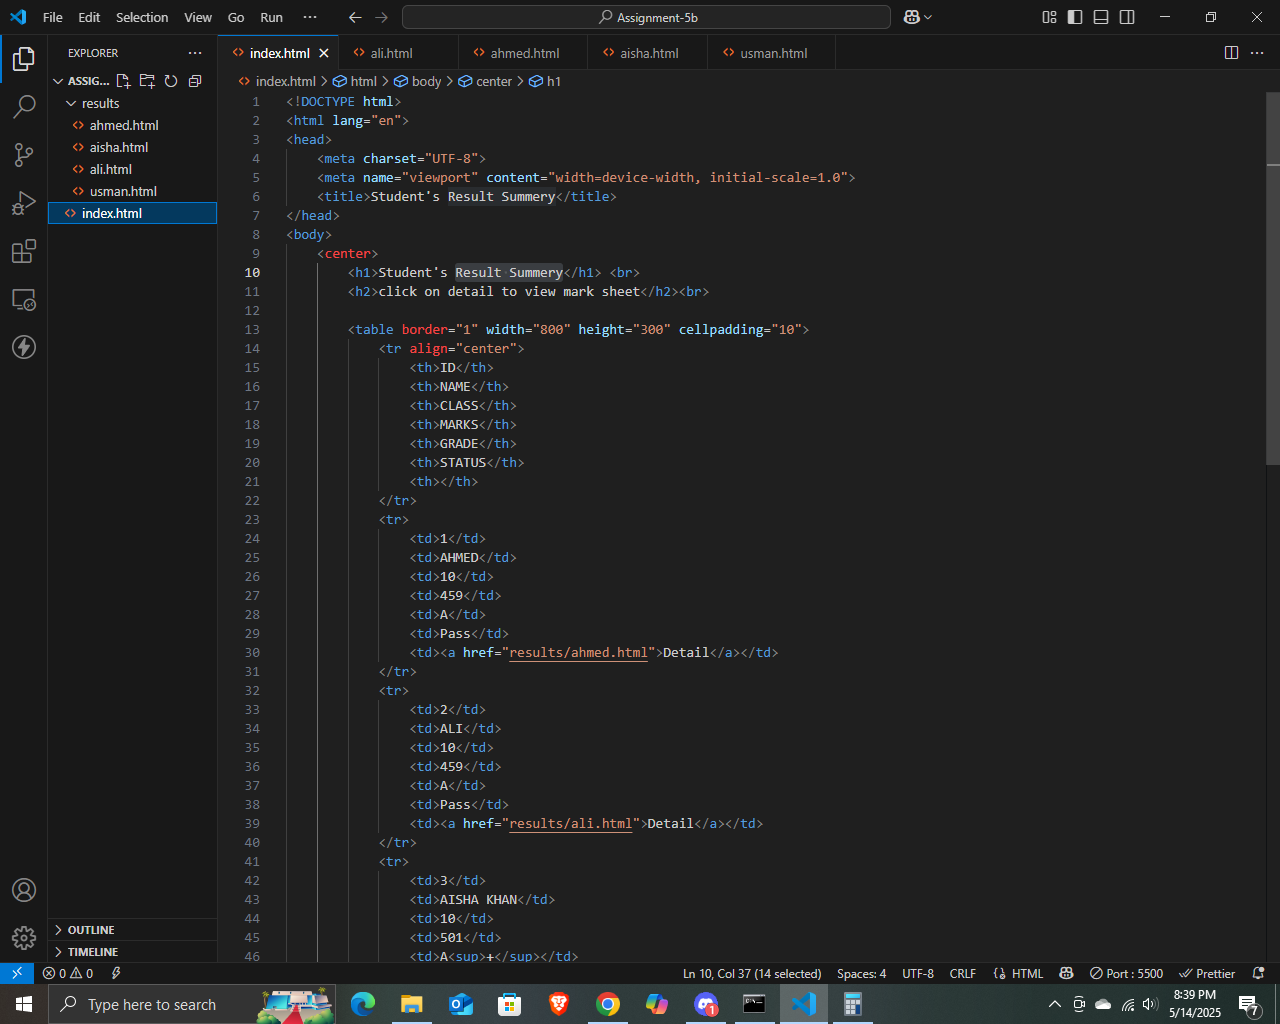 File Edit Selection View Go Run ··· Assignment-5b
EXPLORER ···
ASSIG...
results
ahmed.html
aisha.html
ali.html
usman.html
index.html
OUTLINE
TIMELINE
index.html ali.html ahmed.html aisha.html usman.html
index.html > html > body > center > h1
1 <!DOCTYPE html>
2 <html lang="en">
3 <head>
4 <meta charset="UTF-8">
5 <meta name="viewport" content="width=device-width, initial-scale=1.0">
6 <title>Student's Result Summery</title>
7 </head>
8 <body>
9 <center>
10 <h1>Student's Result Summery</h1> <br>
11 <h2>click on detail to view mark sheet</h2><br>
12
13 <table border="1" width="800" height="300" cellpadding="10">
14 <tr align="center">
15 <th>ID</th>
16 <th>NAME</th>
17 <th>CLASS</th>
18 <th>MARKS</th>
19 <th>GRADE</th>
20 <th>STATUS</th>
21 <th></th>
22 </tr>
23 <tr>
24 <td>1</td>
25 <td>AHMED</td>
26 <td>10</td>
27 <td>459</td>
28 <td>A</td>
29 <td>Pass</td>
30 <td><a href="results/ahmed.html">Detail</a></td>
31 </tr>
32 <tr>
33 <td>2</td>
34 <td>ALI</td>
35 <td>10</td>
36 <td>459</td>
37 <td>A</td>
38 <td>Pass</td>
39 <td><a href="results/ali.html">Detail</a></td>
40 </tr>
41 <tr>
42 <td>3</td>
43 <td>AISHA KHAN</td>
44 <td>10</td>
45 <td>501</td>
46 <td>A<sup>+</sup></td>
0 0 Ln 10, Col 37 (14 selected) Spaces: 4 UTF-8 CRLF HTML Port : 5500 Prettier
Type here to search 1 8:39 PM
5/14/2025 7